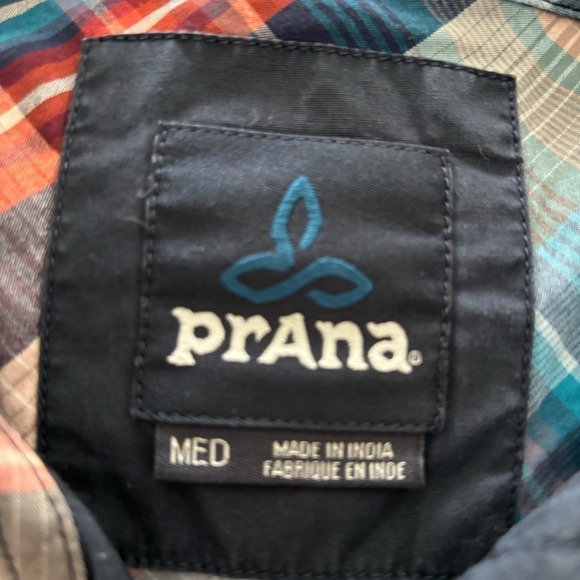 prAna®
MED
MADE IN INDIA
FABRIQUE EN INDE